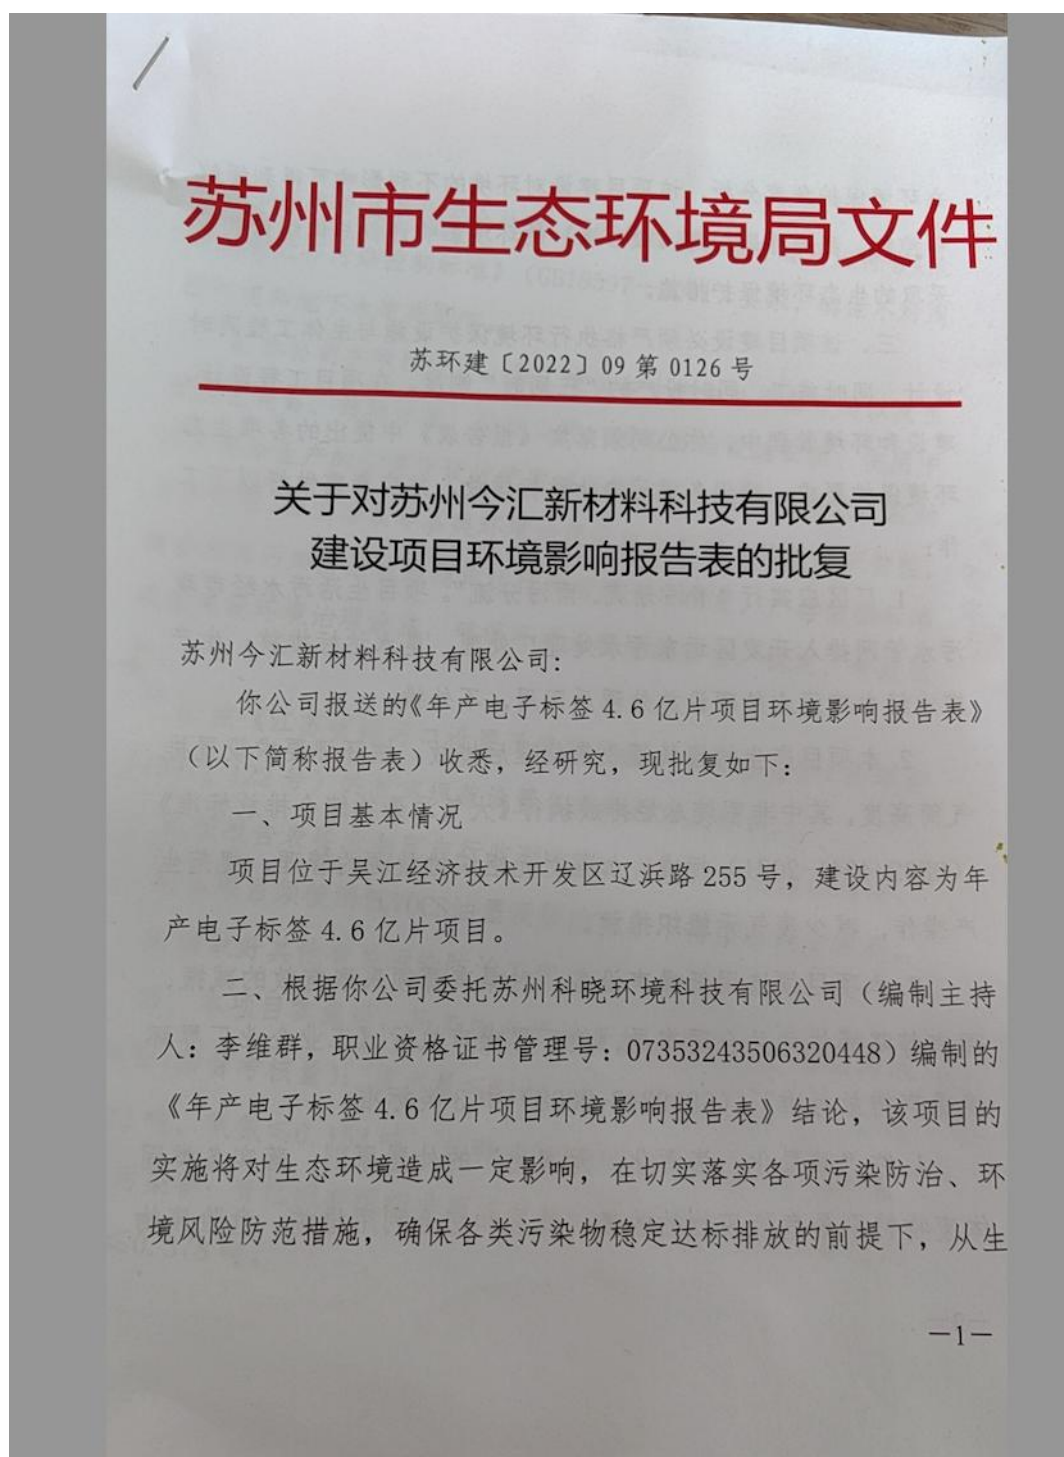 苏州市生态环境局文件
苏环建〔2022〕09第0126号
关于对苏州今汇新材料科技有限公司
建设项目环境影响报告表的批复
苏州今汇新材料科技有限公司:
你公司报送的《年产电子标签4.6亿片项目环境影响报告表》
（以下简称报告表）收悉，经研究，现批复如下：
一、项目基本情况
项目位于吴江经济技术开发区辽浜路255号，建设内容为年
产电子标签4.6亿片项目。
二、根据你公司委托苏州科晓环境科技有限公司（编制主持
人：李维群，职业资格证书管理号：07353243506320448）编制的
《年产电子标签4.6亿片项目环境影响报告表》结论，该项目的
实施将对生态环境造成一定影响，在切实落实各项污染防治、环
境风险防范措施，确保各类污染物稳定达标排放的前提下，从生
—1—